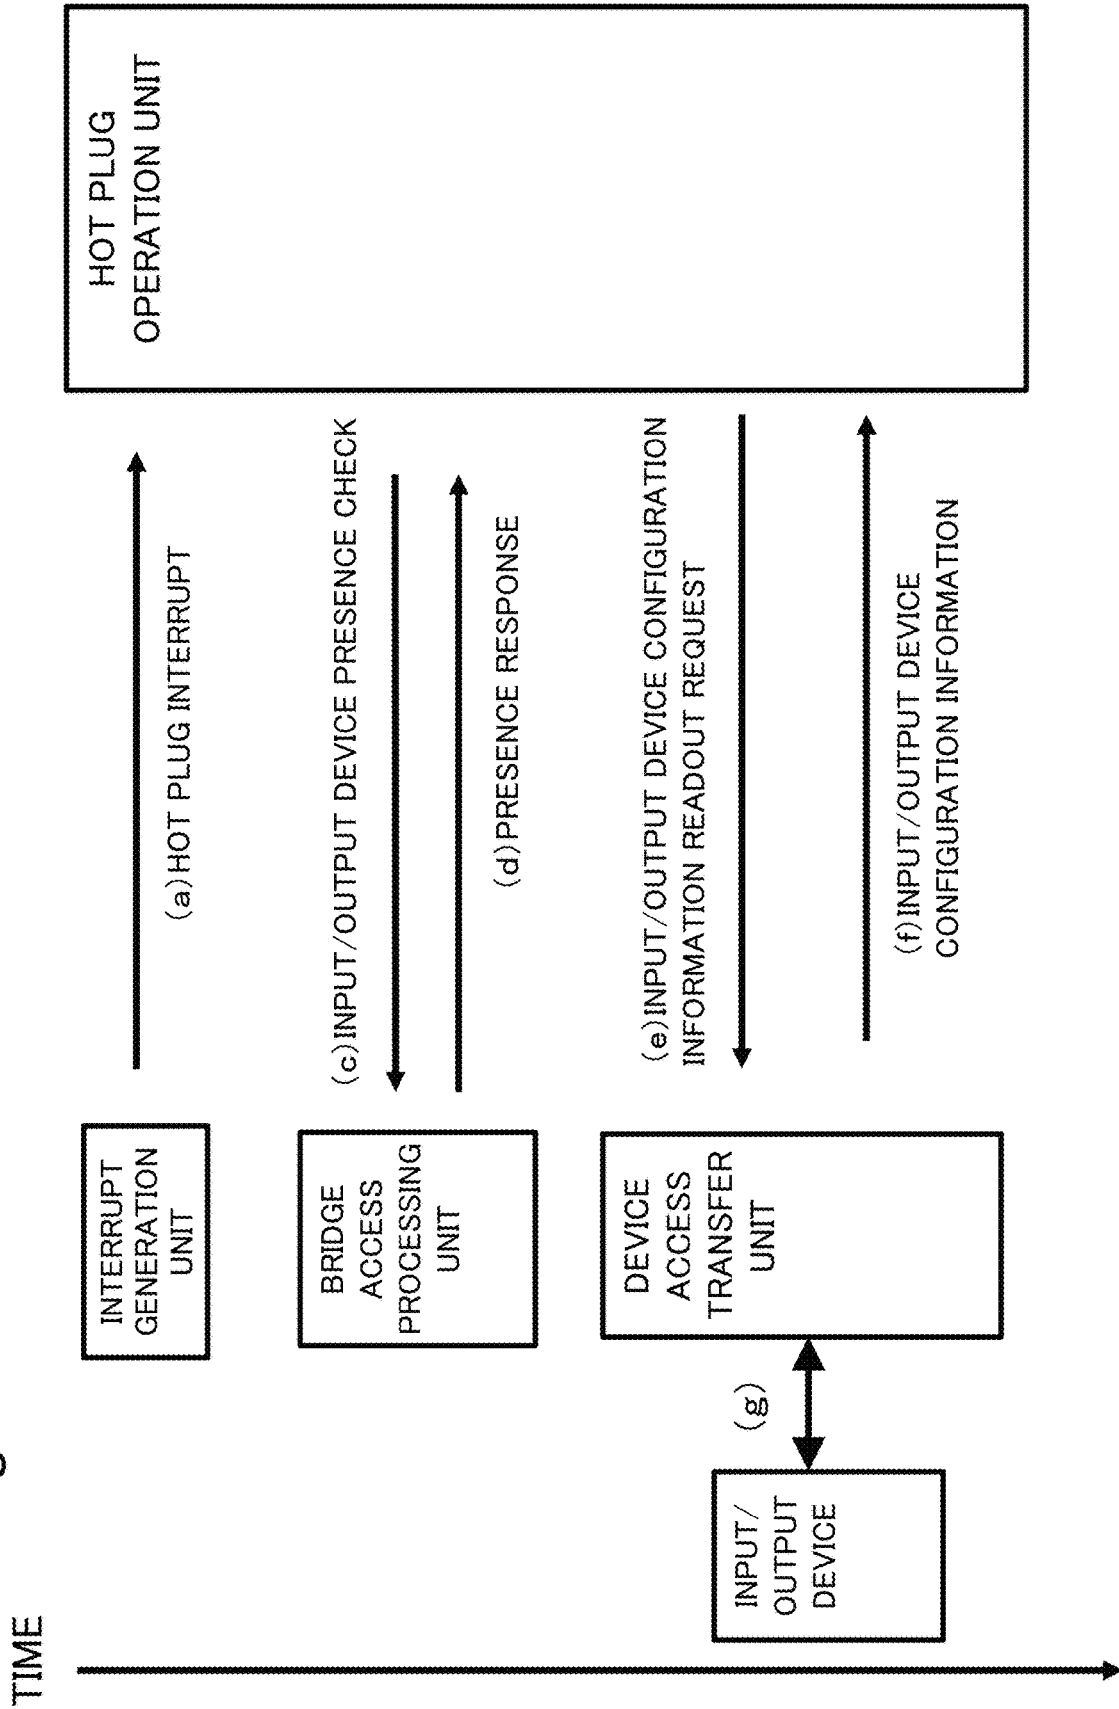 TIME
INTERRUPT
GENERATION
UNIT
(a)HOT PLUG INTERRUPT
HOT PLUG
OPERATION UNIT
BRIDGE
ACCESS
PROCESSING
UNIT
(c)INPUT/OUTPUT DEVICE PRESENCE CHECK
(d)PRESENCE RESPONSE
INPUT/
OUTPUT
DEVICE
(g)
DEVICE
ACCESS
TRANSFER
UNIT
(e)INPUT/OUTPUT DEVICE CONFIGURATION
INFORMATION READOUT REQUEST
(f)INPUT/OUTPUT DEVICE
CONFIGURATION INFORMATION